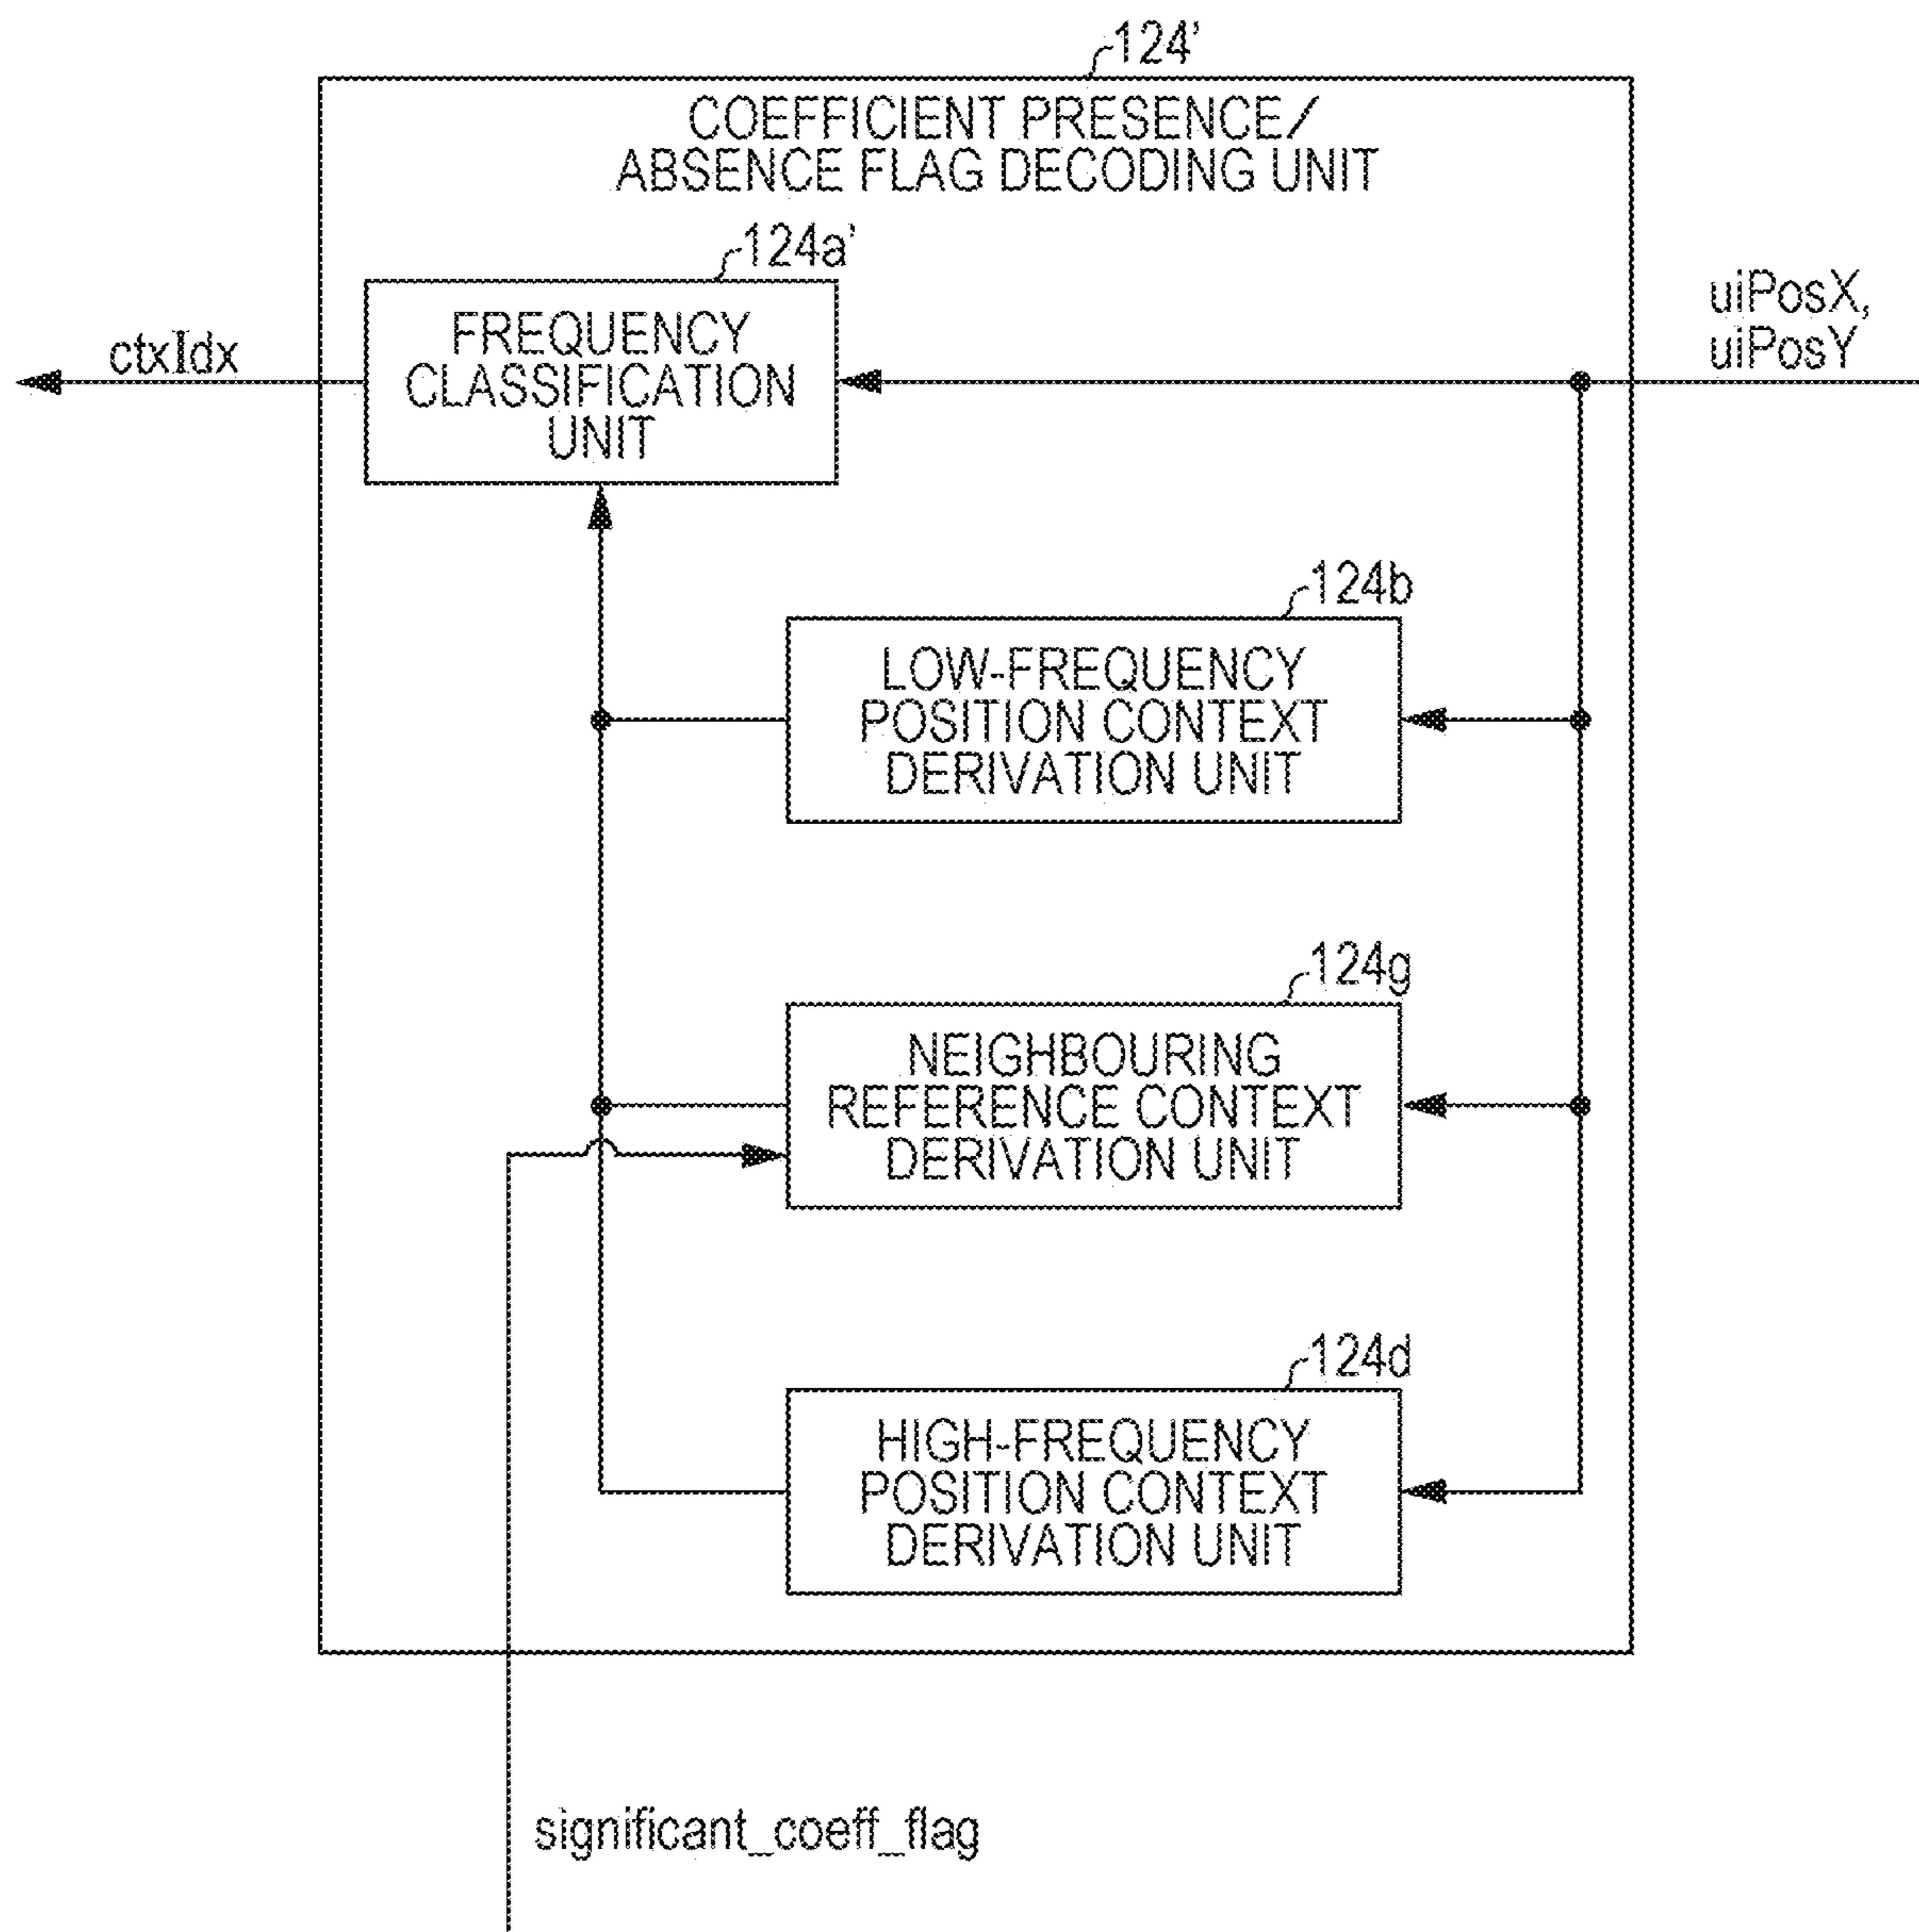 124'
COEFFICIENT PRESENCE/
ABSENCE FLAG DECODING UNIT
124a'
FREQUENCY
CLASSIFICATION
UNIT
ctxIdx
uiPosX,
uiPosY
124b
LOW-FREQUENCY
POSITION CONTEXT
DERIVATION UNIT
124g
NEIGHBOURING
REFERENCE CONTEXT
DERIVATION UNIT
124d
HIGH-FREQUENCY
POSITION CONTEXT
DERIVATION UNIT
significant_coeff_flag